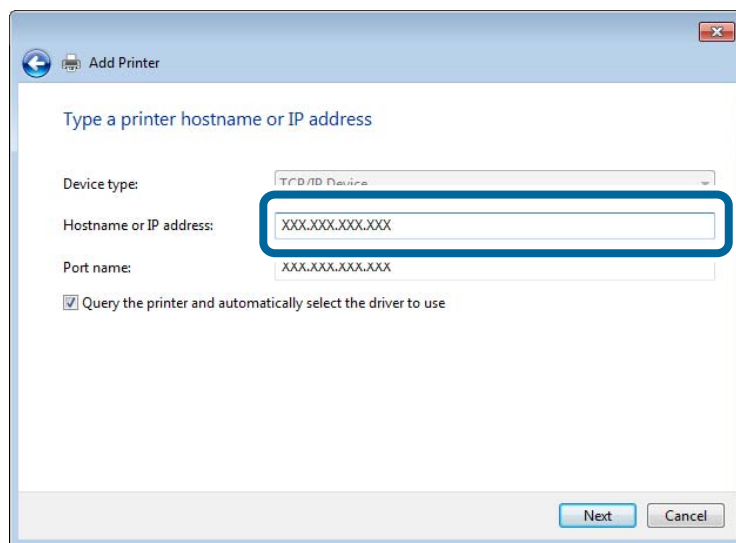 Add Printer
Type a printer hostname or IP address
Device type: TCP/IP Device
Hostname or IP address: XXX.XXX.XXX.XXX
Port name: XXX.XXX.XXX.XXX
Query the printer and automatically select the driver to use
Next Cancel